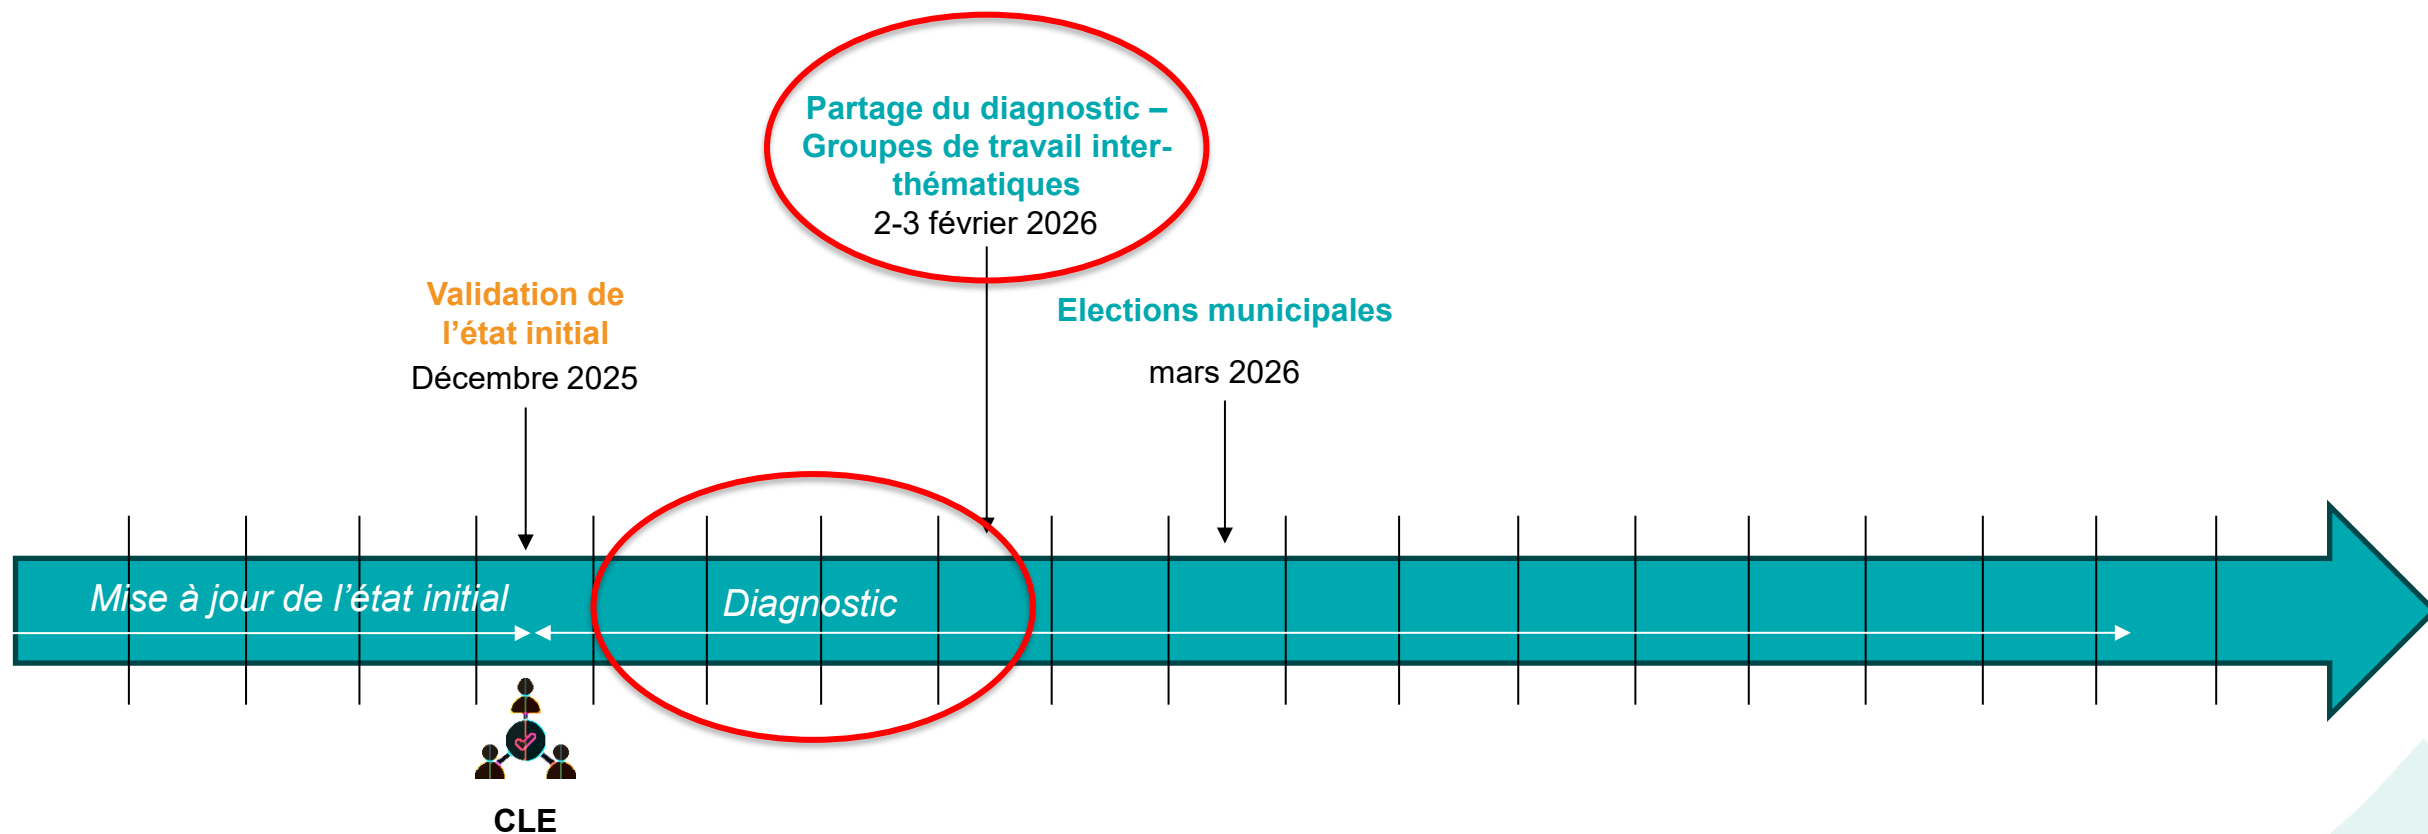 Partage du diagnostic –
Groupes de travail inter-
thématiques
2-3 février 2026
Validation de
l’état initial
Décembre 2025
Elections municipales
mars 2026
Mise à jour de l’état initial
Diagnostic
CLE